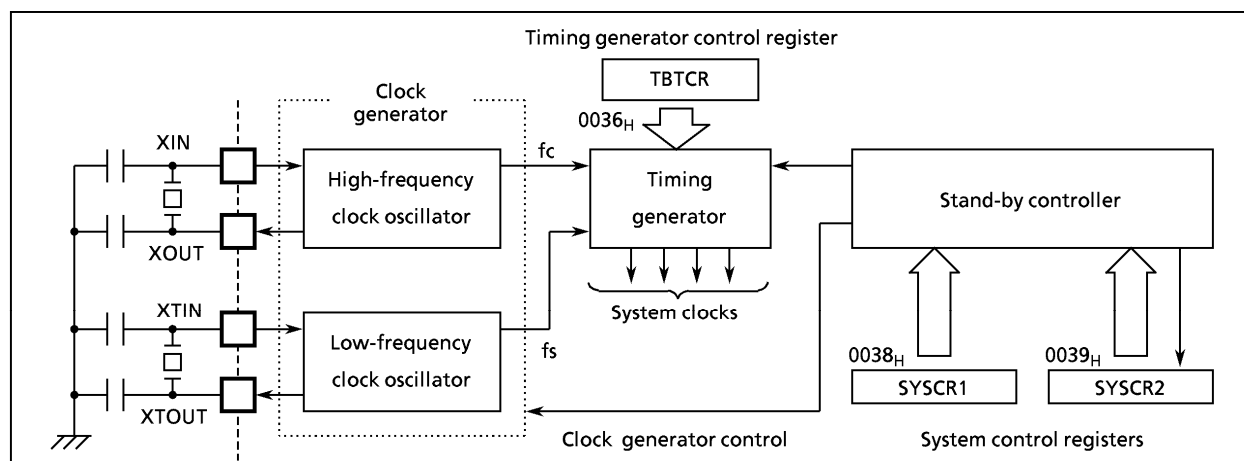 Timing generator control register
TBTCR
Clock
generator
0036H
XIN
fc
High-frequency
clock oscillator
Timing
generator
Stand-by controller
XOUT
XTIN
System clocks
Low-frequency
clock oscillator
fs
0038H
0039H
SYSCR1
SYSCR2
XTOUT
Clock generator control
System control registers